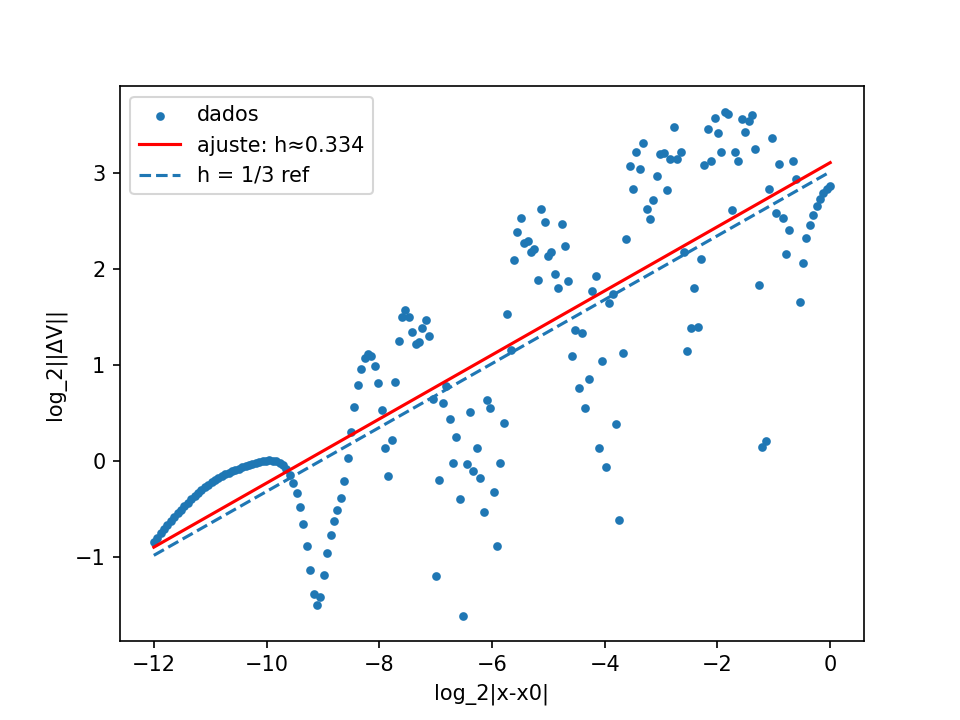 dados
ajuste: h≈0.334
h = 1/3 ref
log_2||ΔV||
3
2
1
0
−1
−12
−10
−8
−6
−4
−2
0
log_2|x-x0|